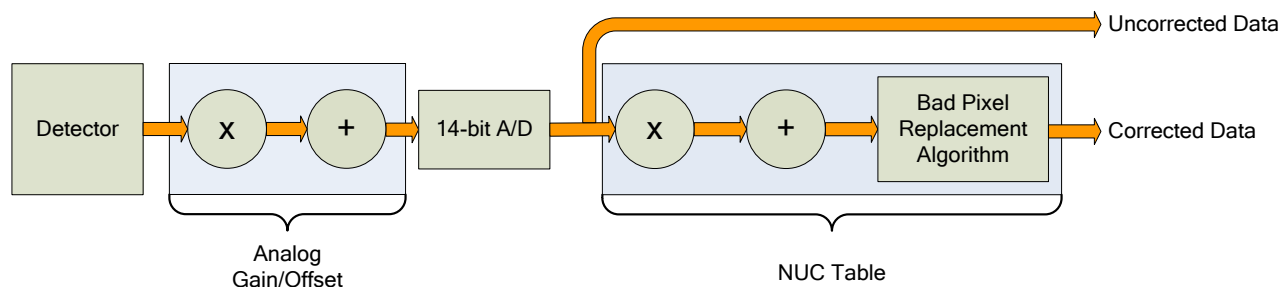 Uncorrected Data
Detector
x
+
14-bit A/D
x
+
Bad Pixel
Replacement
Algorithm
Corrected Data
Analog
Gain/Offset
NUC Table